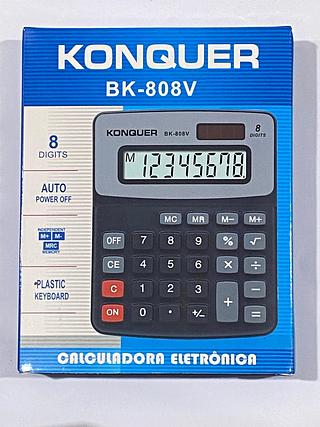 KONQUER
BK-808V
8
DIGITS
AUTO
POWER OFF
INDEPENDENT
M+ M-
MRC
MEMORY
•PLASTIC
KEYBOARD
KONQUER BK-808V
8
DIGITS
M 12345678.
MC MR M− M+
OFF 7 8 9 % √
CE 4 5 6 × ÷
C 1 2 3 + −
ON 0 • +/− =
CALCULADORA ELETRÔNICA